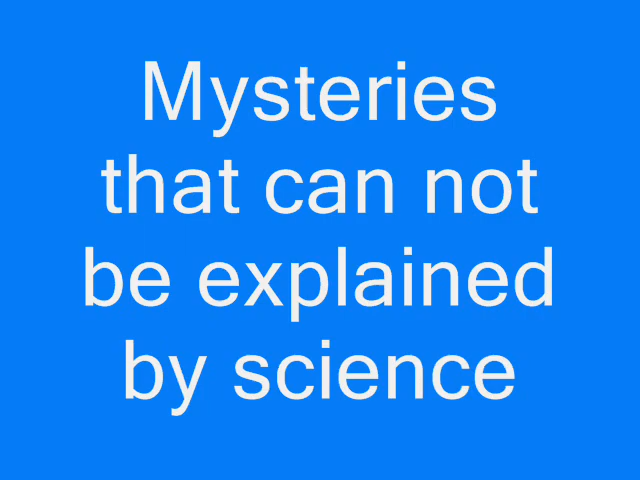 Mysteries
that can not
be explained
by science